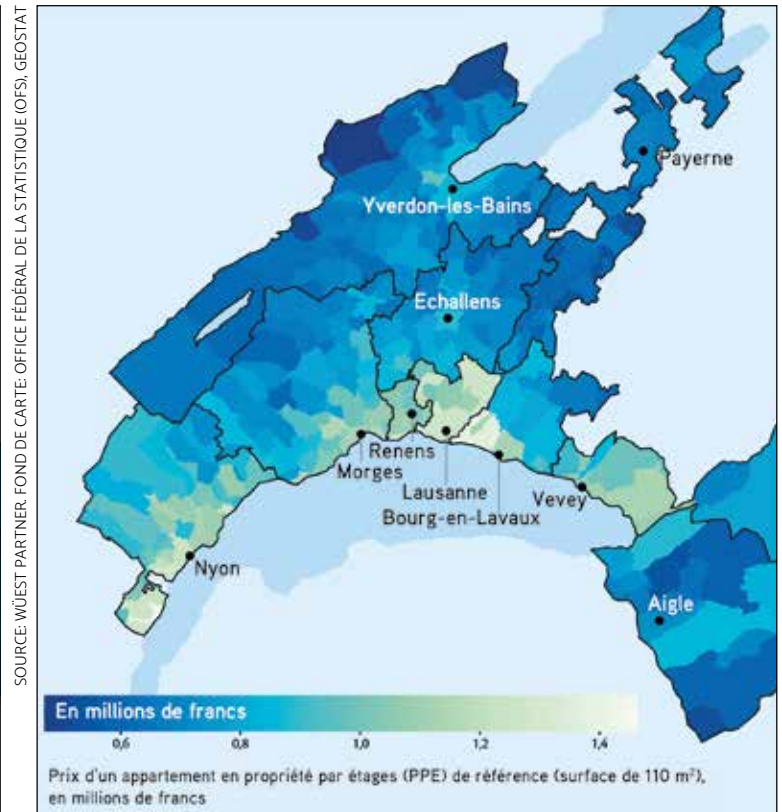 SOURCE: WÜEST PARTNER. FOND DE CARTE: OFFICE FÉDÉRAL DE LA STATISTIQUE (OFS), GEOSTAT
Payerne
Yverdon-les-Bains
Echallens
Renens
Morges
Lausanne
Bourg-en-Lavaux
Vevey
Nyon
Aigle
En millions de francs
0,6 0,8 1,0 1,2 1,4
Prix d'un appartement en propriété par étages (PPE) de référence (surface de 110 m²),
en millions de francs